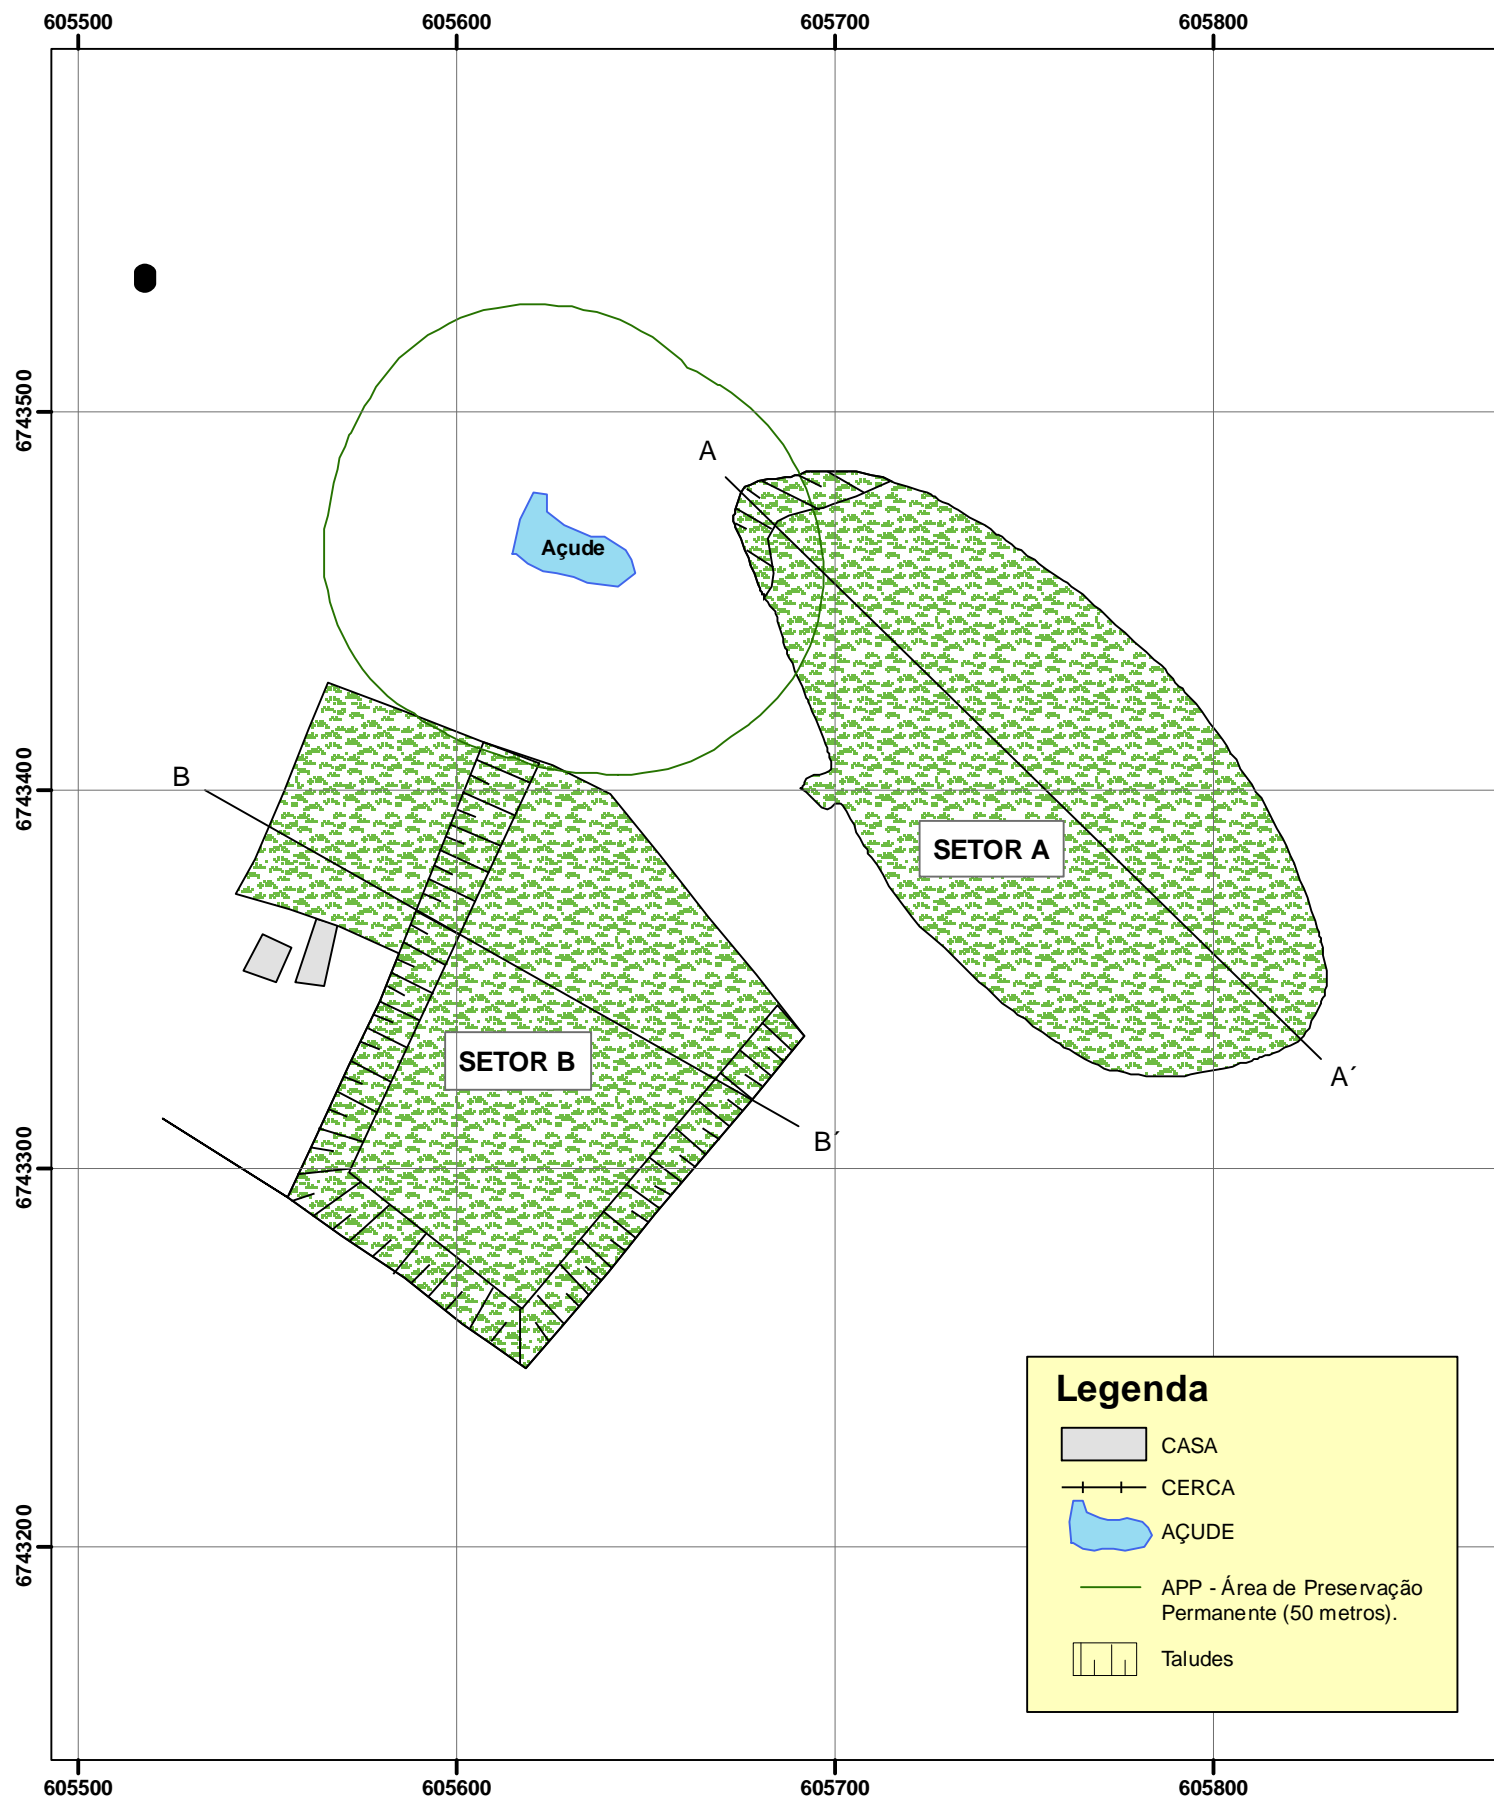 605500
605600
605700
605800
6743500
A
Açude
B
6743400
SETOR A
SETOR B
A´
B´
6743300
Legenda
CASA
CERCA
AÇUDE
6743200
APP - Área de Preservação
Permanente (50 metros).
Taludes
605500
605600
605700
605800